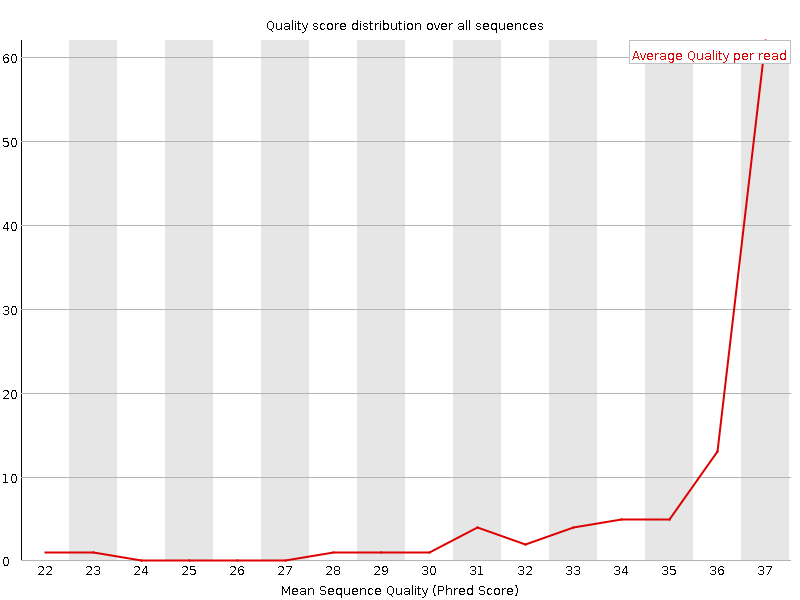 Quality score distribution over all sequences
Average Quality per read
60
50
40
30
20
10
0
22 23 24 25 26 27 28 29 30 31 32 33 34 35 36 37
Mean Sequence Quality (Phred Score)